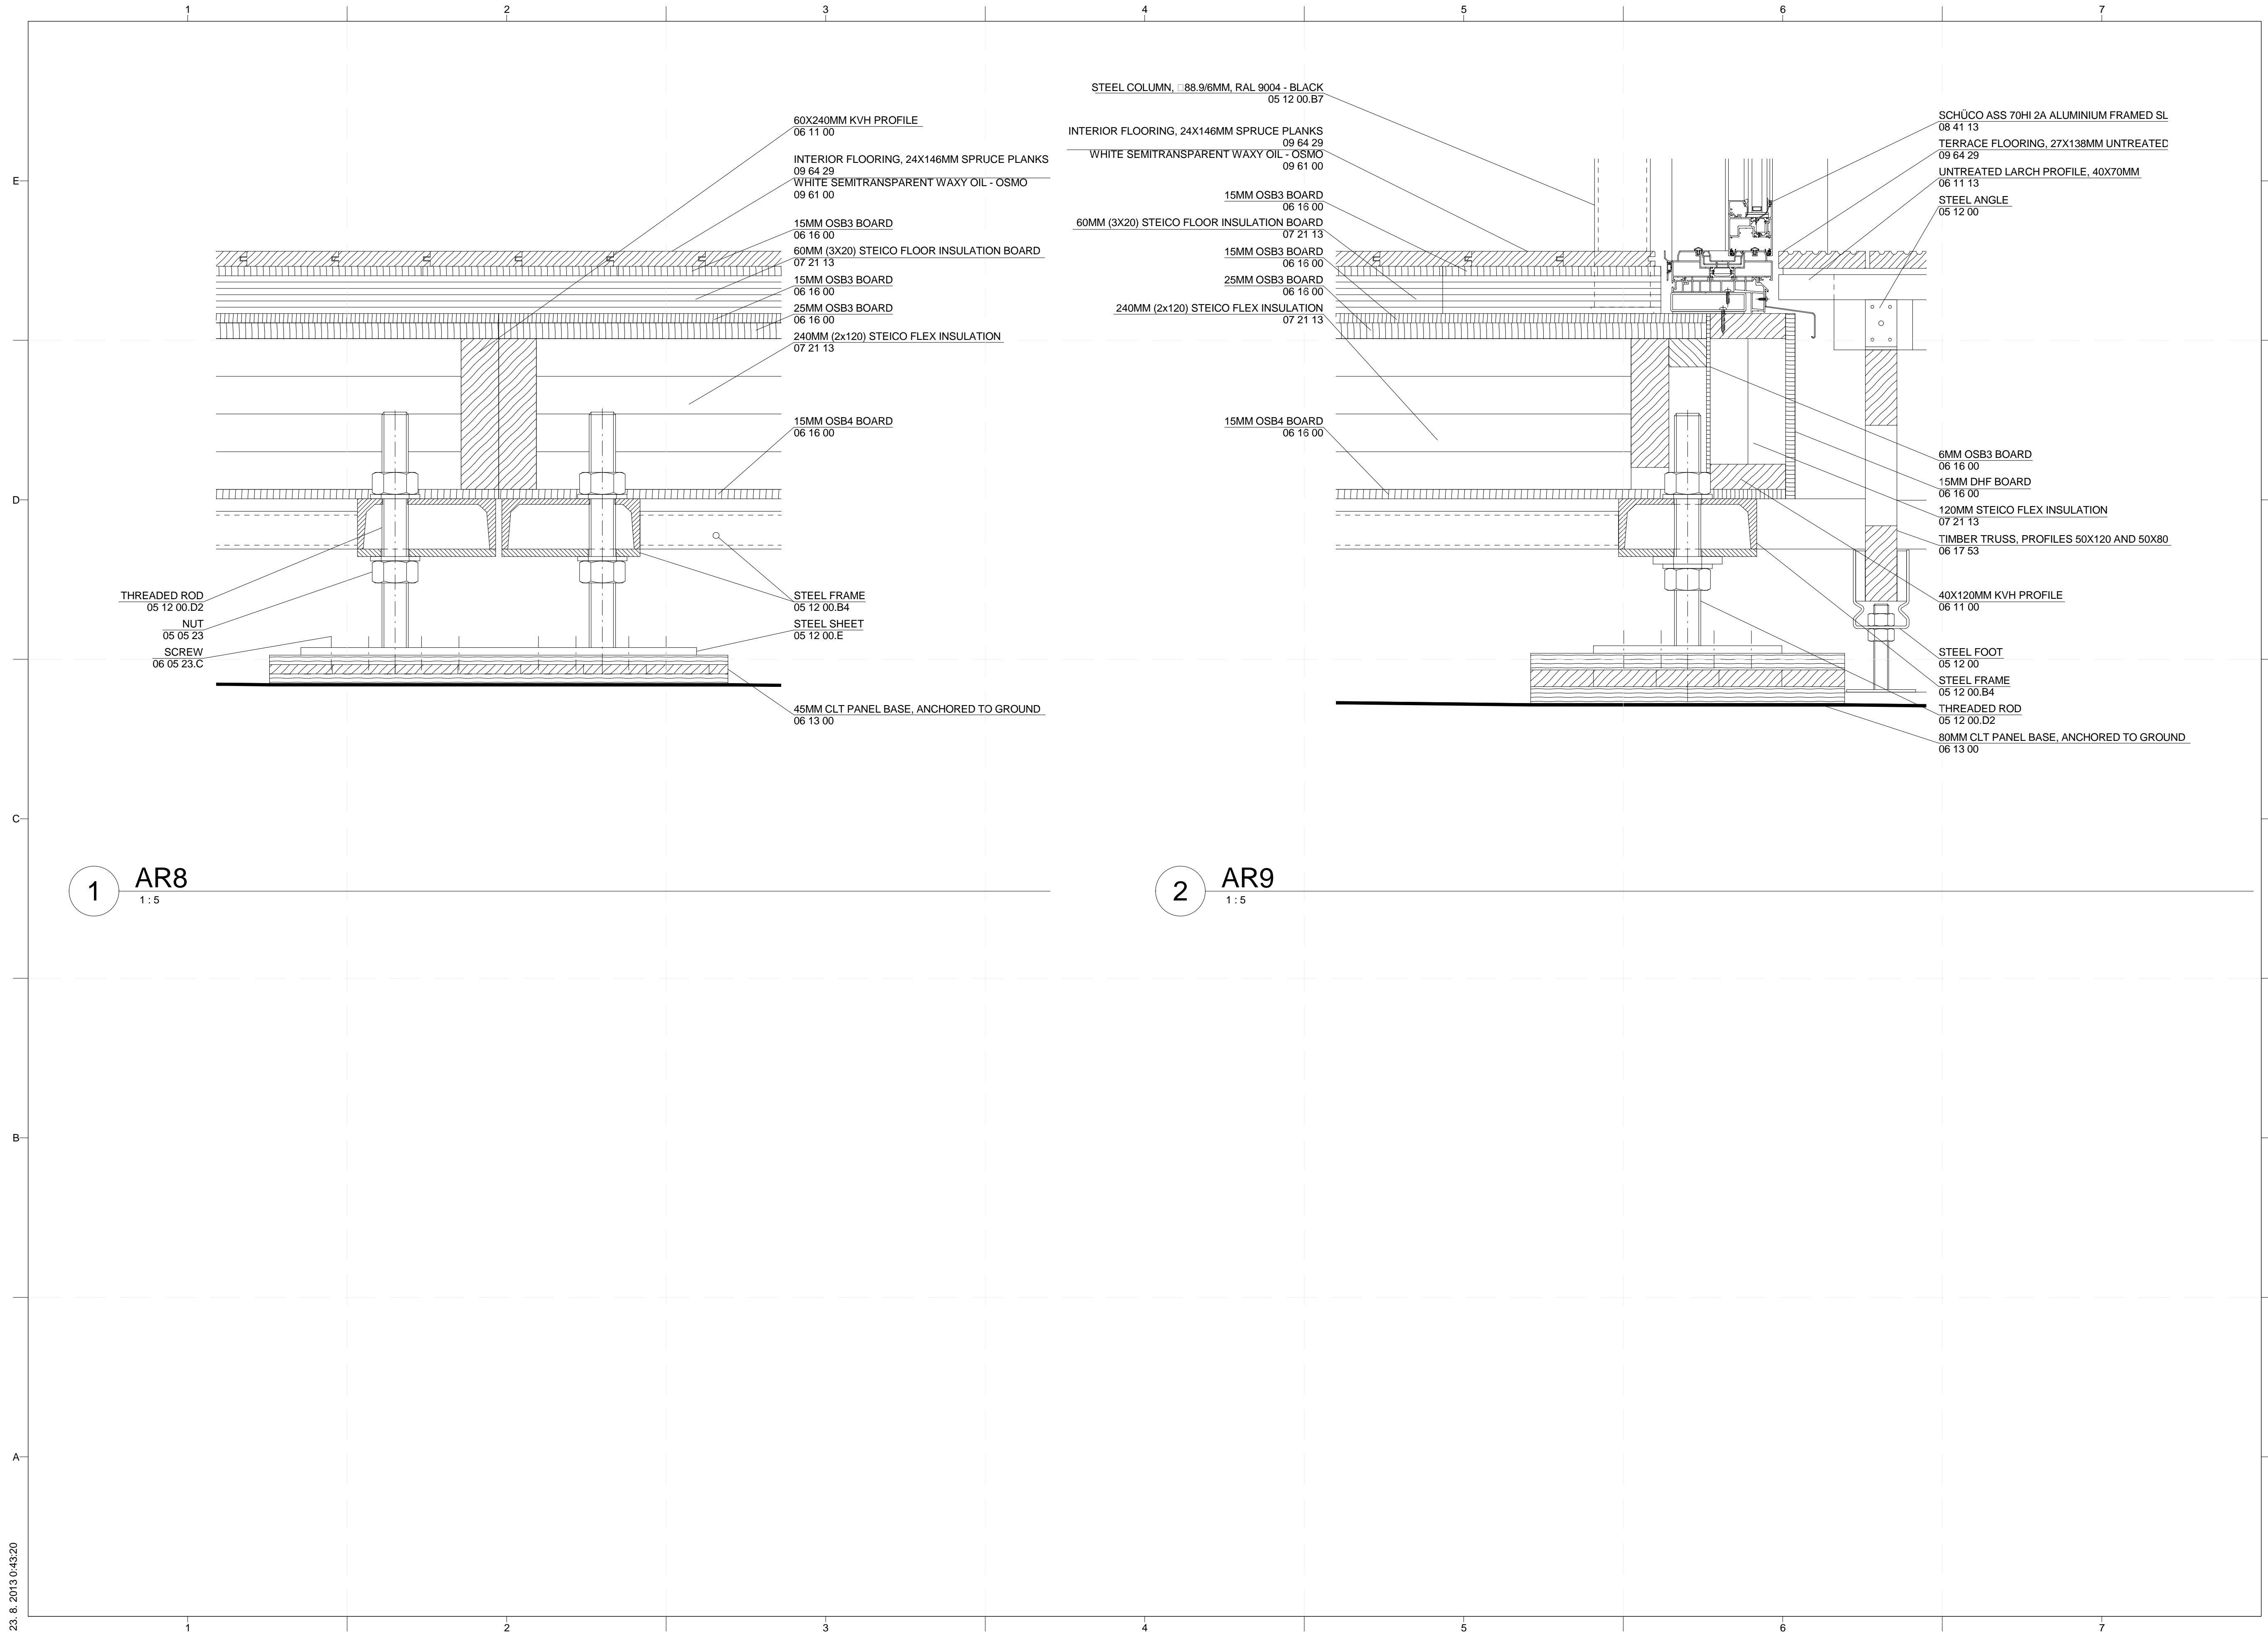 1 2 3 4 5 6 7
STEEL COLUMN, □88.9/6MM, RAL 9004 - BLACK
05 12 00.B7
60X240MM KVH PROFILE
06 11 00
INTERIOR FLOORING, 24X146MM SPRUCE PLANKS
09 64 29
WHITE SEMITRANSPARENT WAXY OIL - OSMO
09 61 00
15MM OSB3 BOARD
06 16 00
60MM (3X20) STEICO FLOOR INSULATION BOARD
07 21 13
15MM OSB3 BOARD
06 16 00
25MM OSB3 BOARD
06 16 00
240MM (2x120) STEICO FLEX INSULATION
07 21 13
15MM OSB4 BOARD
06 16 00
THREADED ROD
05 12 00.D2
NUT
05 05 23
SCREW
06 05 23.C
STEEL FRAME
05 12 00.B4
STEEL SHEET
05 12 00.E
45MM CLT PANEL BASE, ANCHORED TO GROUND
06 13 00
INTERIOR FLOORING, 24X146MM SPRUCE PLANKS
09 64 29
WHITE SEMITRANSPARENT WAXY OIL - OSMO
09 61 00
15MM OSB3 BOARD
06 16 00
60MM (3X20) STEICO FLOOR INSULATION BOARD
07 21 13
15MM OSB3 BOARD
06 16 00
25MM OSB3 BOARD
06 16 00
240MM (2x120) STEICO FLEX INSULATION
07 21 13
15MM OSB4 BOARD
06 16 00
SCHÜCO ASS 70HI 2A ALUMINIUM FRAMED SL
08 41 13
TERRACE FLOORING, 27X138MM UNTREATED
09 64 29
UNTREATED LARCH PROFILE, 40X70MM
06 11 13
STEEL ANGLE
05 12 00
6MM OSB3 BOARD
06 16 00
15MM DHF BOARD
06 16 00
120MM STEICO FLEX INSULATION
07 21 13
TIMBER TRUSS, PROFILES 50X120 AND 50X80
06 17 53
40X120MM KVH PROFILE
06 11 00
STEEL FOOT
05 12 00
STEEL FRAME
05 12 00.B4
THREADED ROD
05 12 00.D2
80MM CLT PANEL BASE, ANCHORED TO GROUND
06 13 00
E
D
C
B
A
1 AR8
1 : 5
2 AR9
1 : 5
23. 8. 2013 0:43:20
1 2 3 4 5 6 7